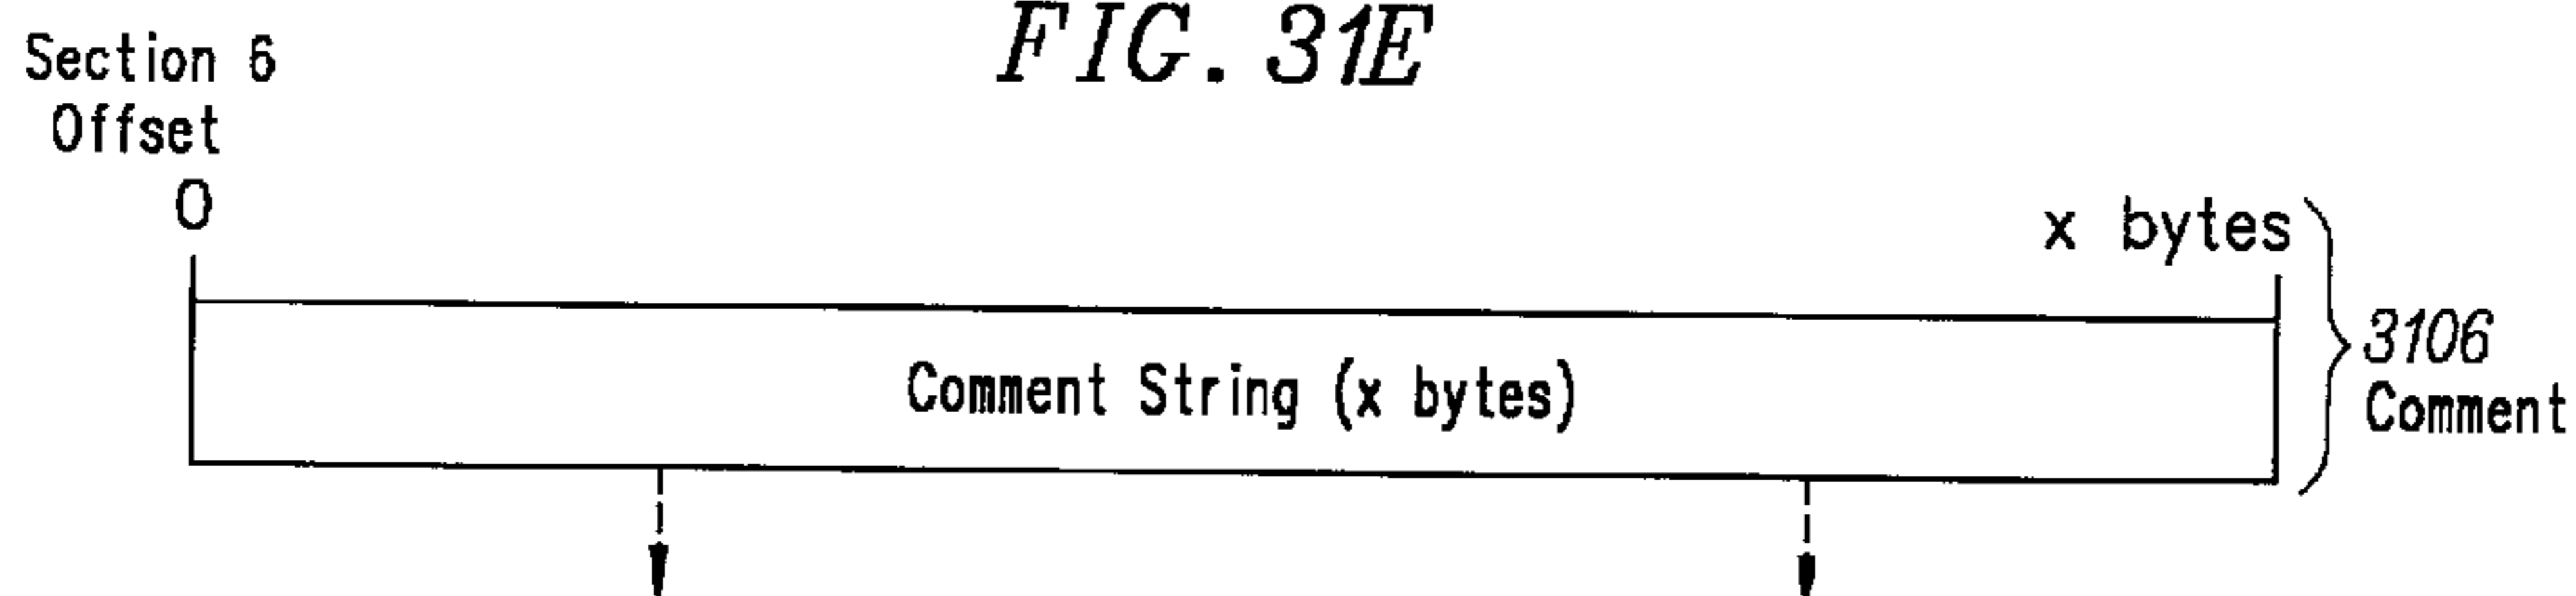 FIG. 31E
Section 6
Offset
0
x bytes
Comment String (x bytes)
3106
Comment